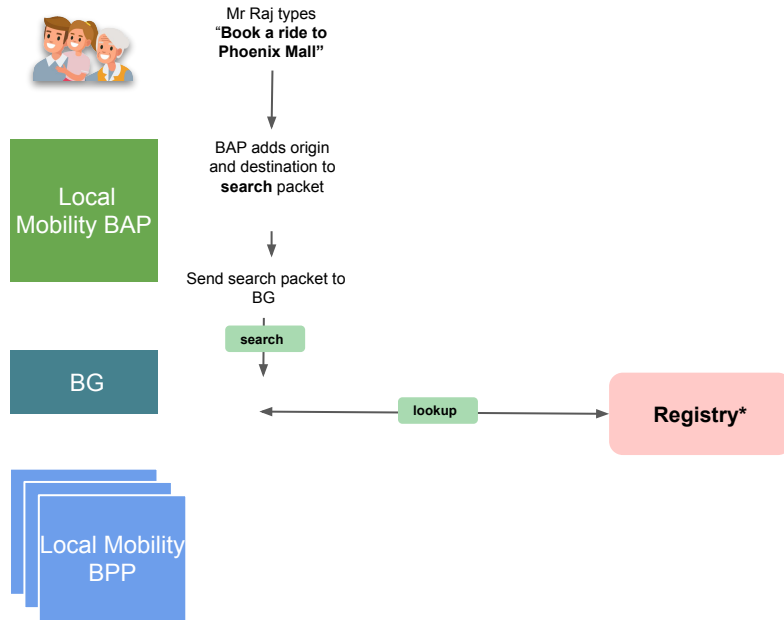 Mr Raj types
“Book a ride to
Phoenix Mall”
BAP adds origin
and destination to
search packet
Local
Mobility BAP
Send search packet to
BG
search
BG
lookup
Registry*
Local Mobility
BPP